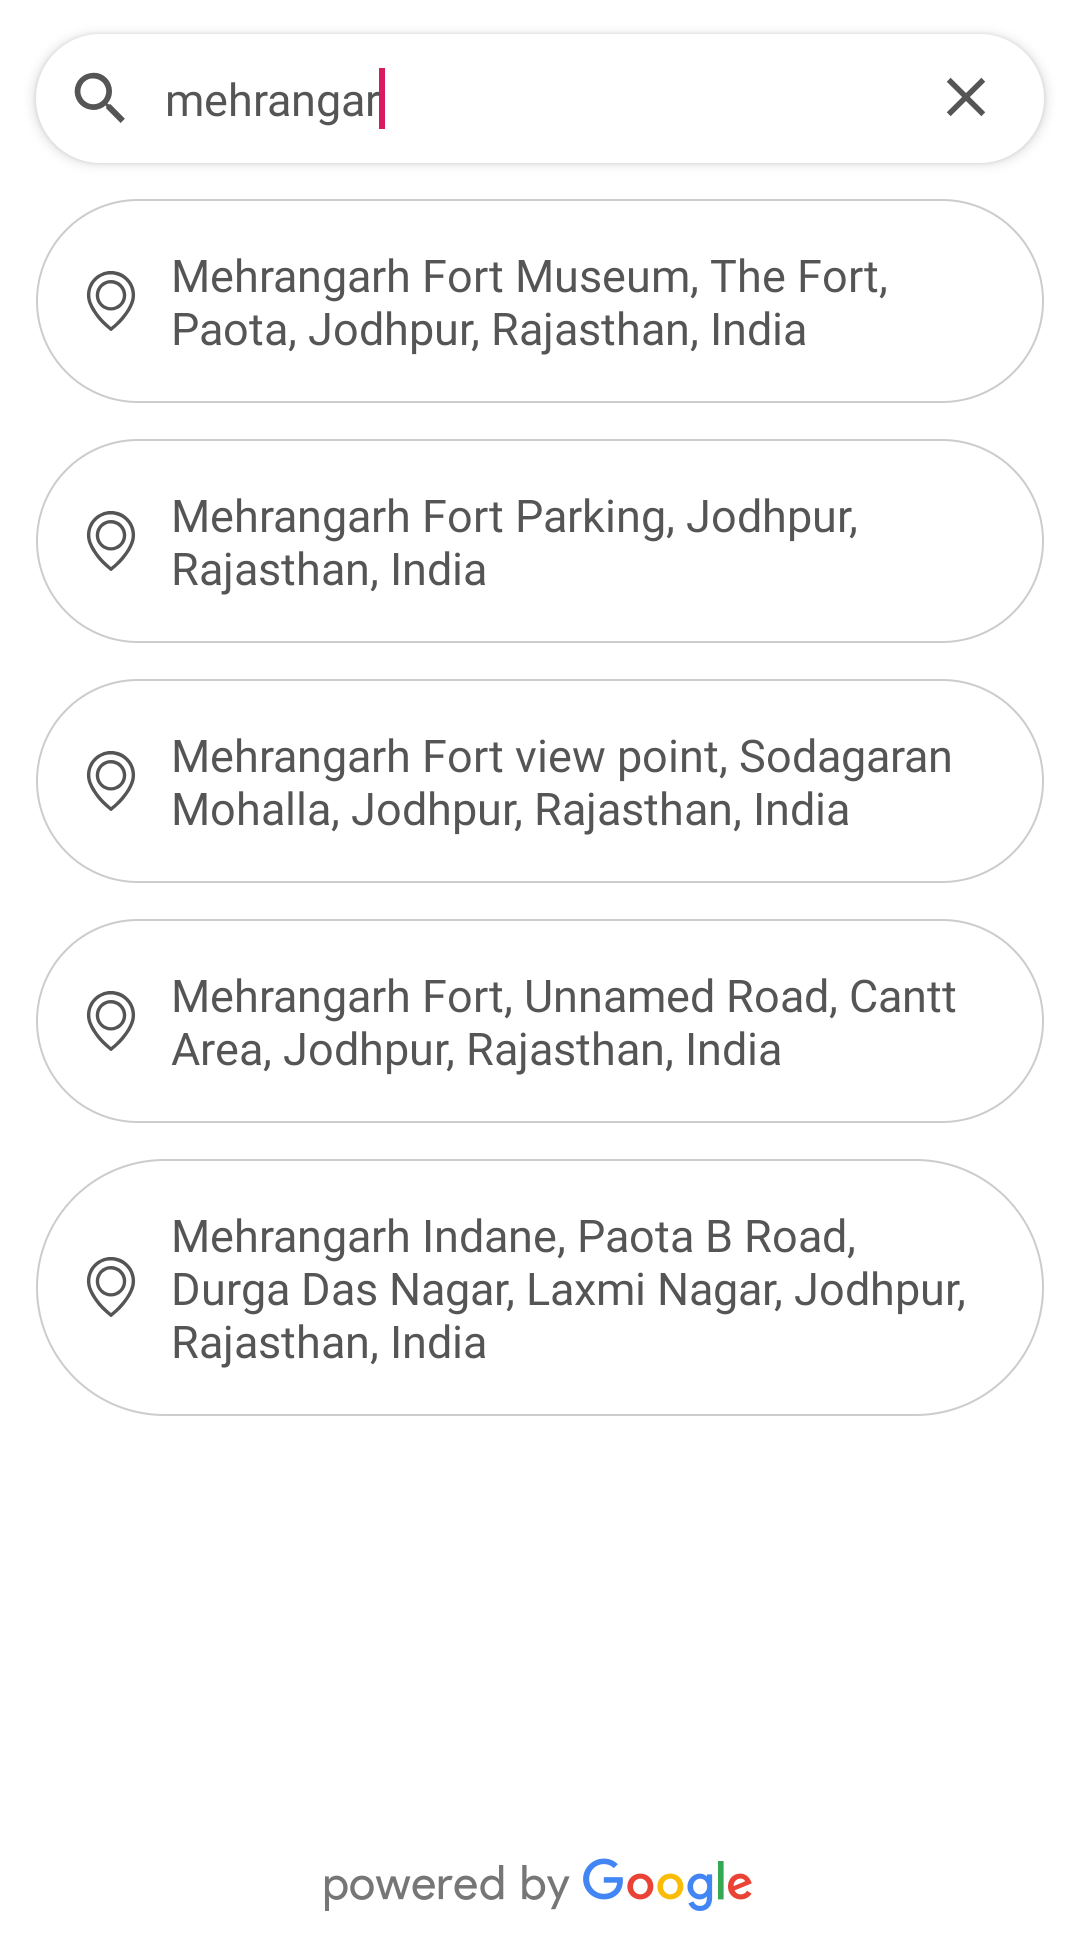 mehrangar
Mehrangarh Fort Museum, The Fort,
Paota, Jodhpur, Rajasthan, India
Mehrangarh Fort Parking, Jodhpur,
Rajasthan, India
Mehrangarh Fort view point, Sodagaran
Mohalla, Jodhpur, Rajasthan, India
Mehrangarh Fort, Unnamed Road, Cantt
Area, Jodhpur, Rajasthan, India
Mehrangarh Indane, Paota B Road,
Durga Das Nagar, Laxmi Nagar, Jodhpur,
Rajasthan, India
powered by Google